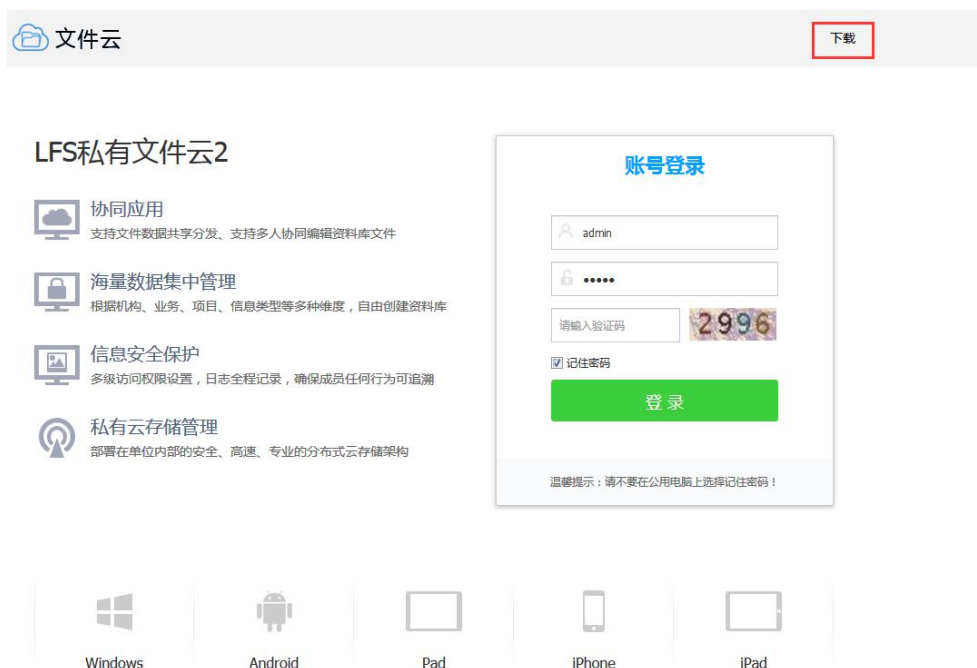 文件云
下载
LFS私有文件云2
协同应用
支持文件数据共享分发、支持多人协同编辑资料库文件
海量数据集中管理
根据机构、业务、项目、信息类型等多种维度，自由创建资料库
信息安全保护
多级访问权限设置，日志全程记录，确保成员任何行为可追溯
私有云存储管理
部署在单位内部的安全、高速、专业的分布式云存储架构
账号登录
admin
•••••
请输入验证码
2996
记住密码
登 录
温馨提示：请不要在公用电脑上选择记住密码！
Windows
Android
Pad
iPhone
iPad